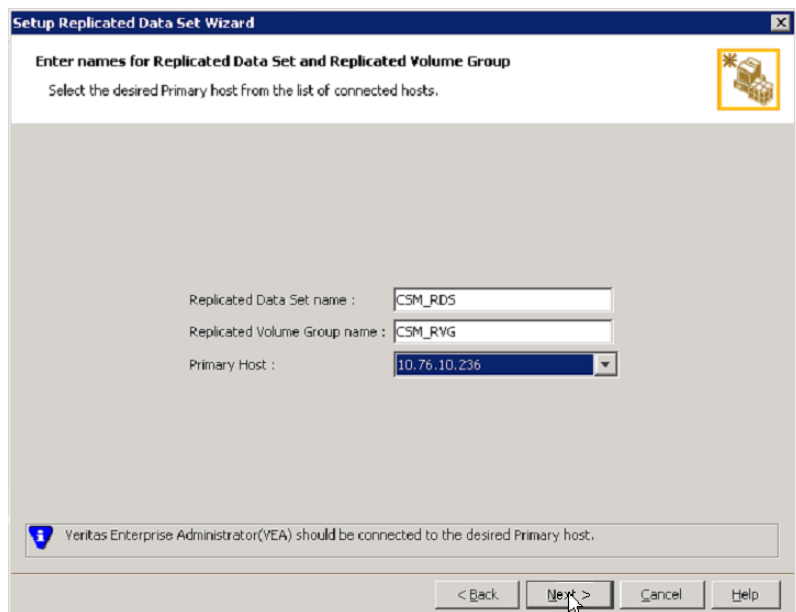 Setup Replicated Data Set Wizard
Enter names for Replicated Data Set and Replicated Volume Group
Select the desired Primary host from the list of connected hosts.
Replicated Data Set name : CSM_RDS
Replicated Volume Group name : CSM_RVG
Primary Host : 10.76.10.236
Veritas Enterprise Administrator(VEA) should be connected to the desired Primary host.
< Back Next > Cancel Help